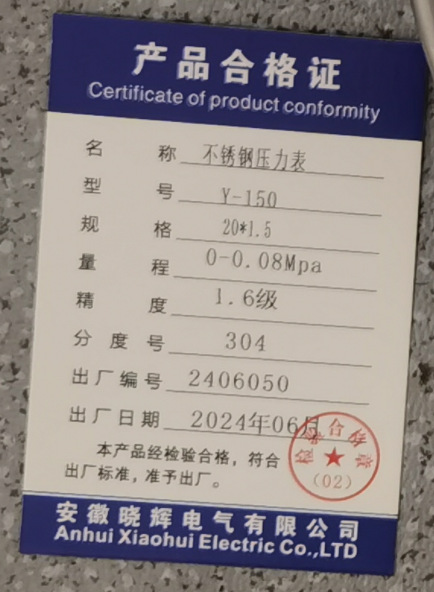 产品合格证
Certificate of product conformity
名称 不锈钢压力表
型号 Y-150
规格 20*1.5
量程 0-0.08Mpa
精度 1.6级
分度号 304
出厂编号 2406050
出厂日期 2024年06月
本产品经检验合格，符合
出厂标准，准予出厂。
(02)
安徽晓辉电气有限公司
Anhui Xiaohui Electric Co.,LTD